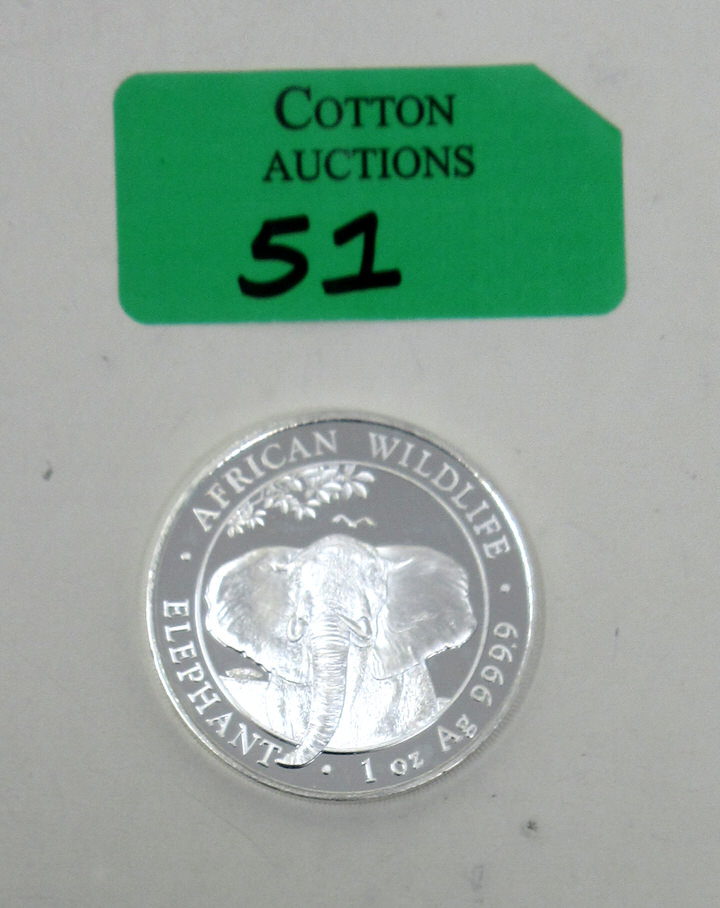 COTTON
AUCTIONS
51
AFRICAN WILDLIFE
ELEPHANT
1 oz Ag 999.9